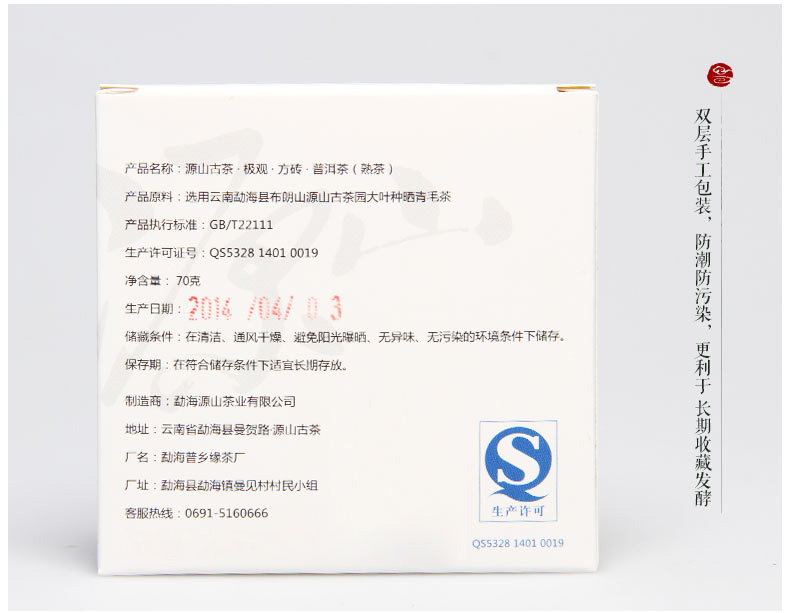 产品名称：源山古茶·极观·方砖·普洱茶（熟茶）
产品原料：选用云南勐海县布朗山源山古茶园大叶种晒青毛茶
产品执行标准：GB/T22111
生产许可证号：QS5328 1401 0019
净含量： 70克
生产日期：2014 /04/ 03
储藏条件：在清洁、通风干燥、避免阳光曝晒、无异味、无污染的环境条件下储存。
保存期：在符合储存条件下适宜长期存放。
制造商：勐海源山茶业有限公司
地址：云南省勐海县曼贺路·源山古茶
厂名：勐海普乡缘茶厂
厂址：勐海县勐海镇曼见村村民小组
客服热线：0691-5160666
生产许可
QS5328 1401 0019
源山
双层手工包装，防潮防污染，更利于长期收藏发酵